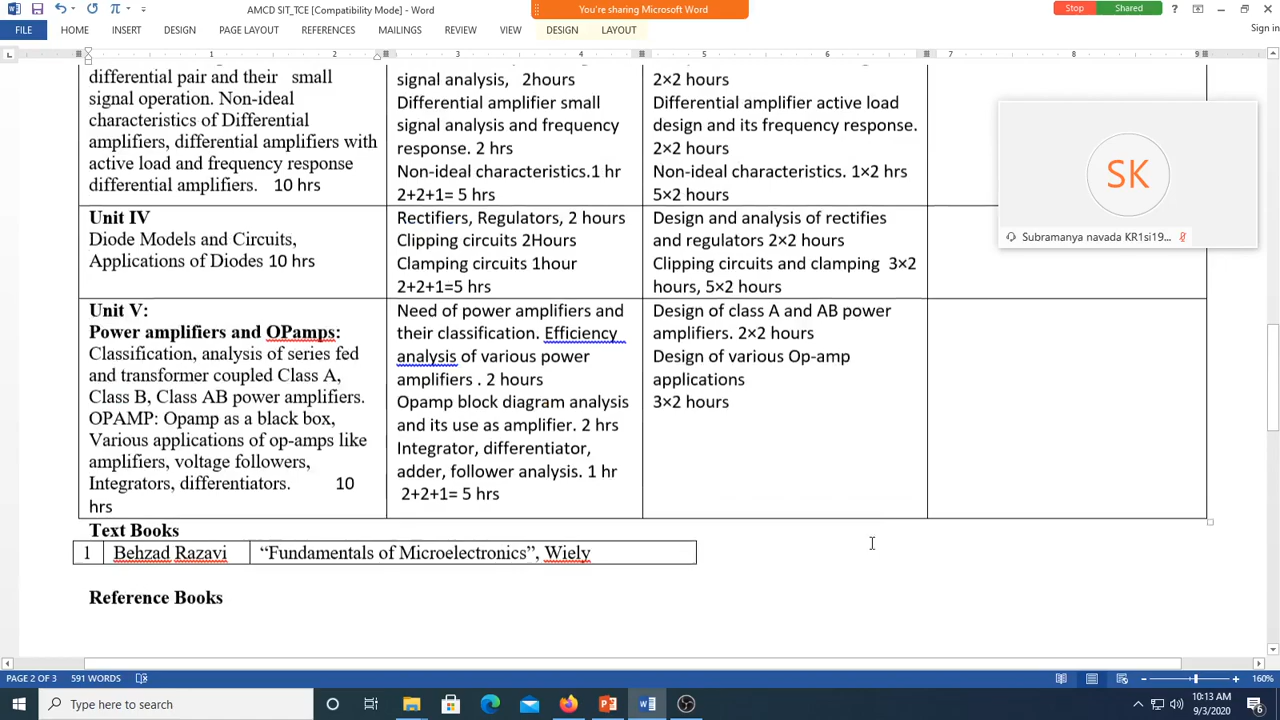 AMCD SIT_TCE [Compatibility Mode] - Word
You're sharing Microsoft Word
Stop
Shared
?
FILE
HOME
INSERT
DESIGN
PAGE LAYOUT
REFERENCES
MAILINGS
REVIEW
VIEW
DESIGN
LAYOUT
Sign in
1
2
3
4
5
6
7
8
9
differential pair and their small
signal operation. Non-ideal
characteristics of Differential
amplifiers, differential amplifiers with
active load and frequency response
differential amplifiers. 10 hrs
signal analysis, 2hours
Differential amplifier small
signal analysis and frequency
response. 2 hrs
Non-ideal characteristics.1 hr
2+2+1= 5 hrs
2×2 hours
Differential amplifier active load
design and its frequency response.
2×2 hours
Non-ideal characteristics. 1×2 hrs
5×2 hours
Unit IV
Diode Models and Circuits,
Applications of Diodes 10 hrs
Rectifiers, Regulators, 2 hours
Clipping circuits 2Hours
Clamping circuits 1hour
2+2+1=5 hrs
Design and analysis of rectifies
and regulators 2×2 hours
Clipping circuits and clamping 3×2
hours, 5×2 hours
Unit V:
Power amplifiers and OPamps:
Classification, analysis of series fed
and transformer coupled Class A,
Class B, Class AB power amplifiers.
OPAMP: Opamp as a black box,
Various applications of op-amps like
amplifiers, voltage followers,
Integrators, differentiators. 10
hrs
Need of power amplifiers and
their classification. Efficiency
analysis of various power
amplifiers . 2 hours
Opamp block diagram analysis
and its use as amplifier. 2 hrs
Integrator, differentiator,
adder, follower analysis. 1 hr
2+2+1= 5 hrs
Design of class A and AB power
amplifiers. 2×2 hours
Design of various Op-amp
applications
3×2 hours
SK
Subramanya navada KR1si19...
Text Books
1 Behzad Razavi “Fundamentals of Microelectronics”, Wiely
Reference Books
PAGE 2 OF 3
591 WORDS
160%
Type here to search
10:13 AM
9/3/2020